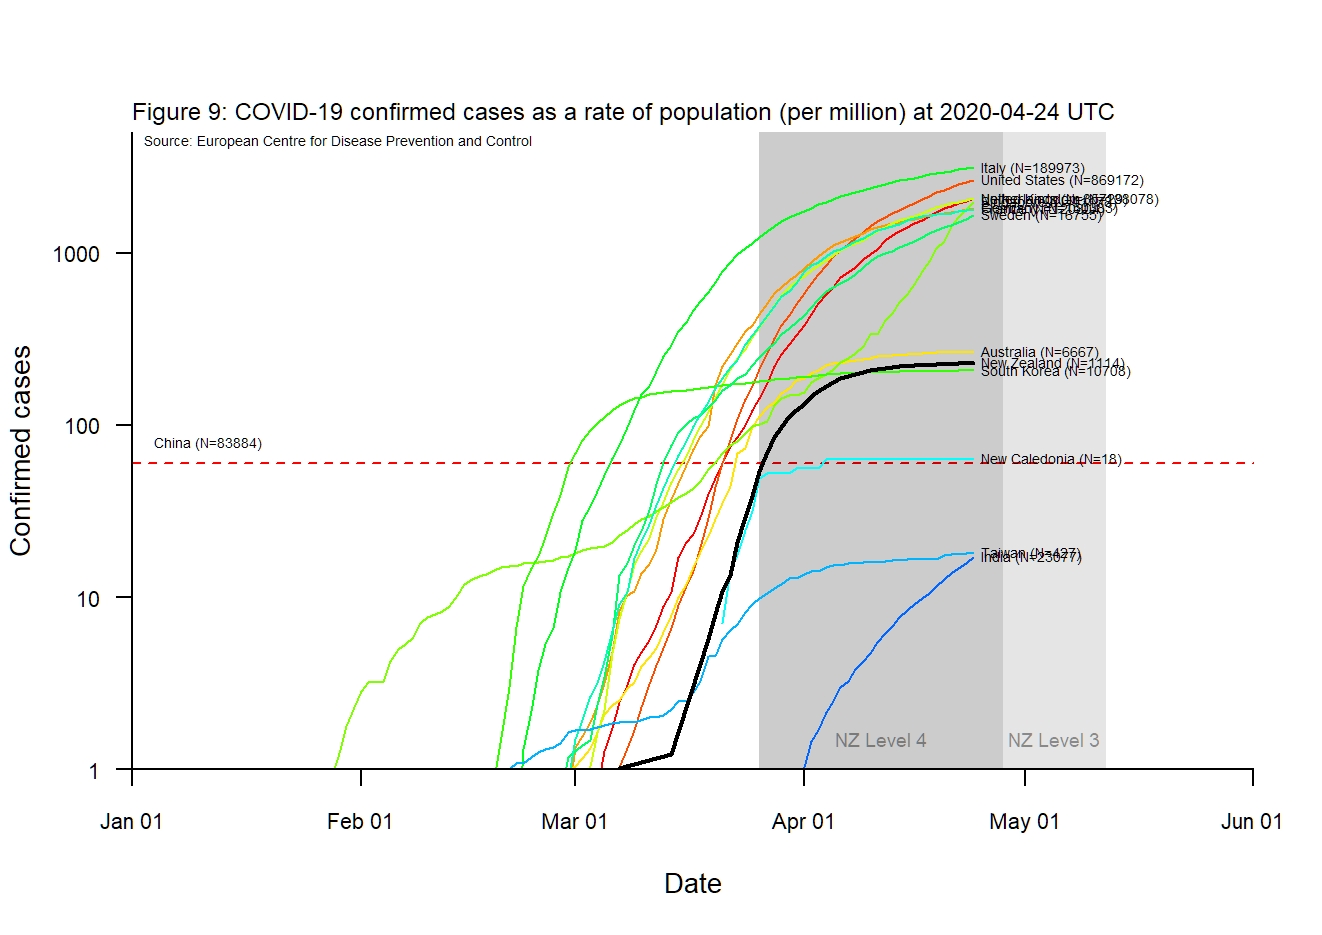 Figure 9: COVID-19 confirmed cases as a rate of population (per million) at 2020-04-24 UTC
Source: European Centre for Disease Prevention and Control
Italy (N=189973)
United States (N=869172)
Sweden (N=16755)
1000
Australia (N=6667)
New Zealand (N=1114)
South Korea (N=10708)
100
China (N=83884)
New Caledonia (N=18)
Taiwan (N=427)
India (N=23077)
10
NZ Level 4
NZ Level 3
1
Jan 01
Feb 01
Mar 01
Apr 01
May 01
Jun 01
Date
Confirmed cases